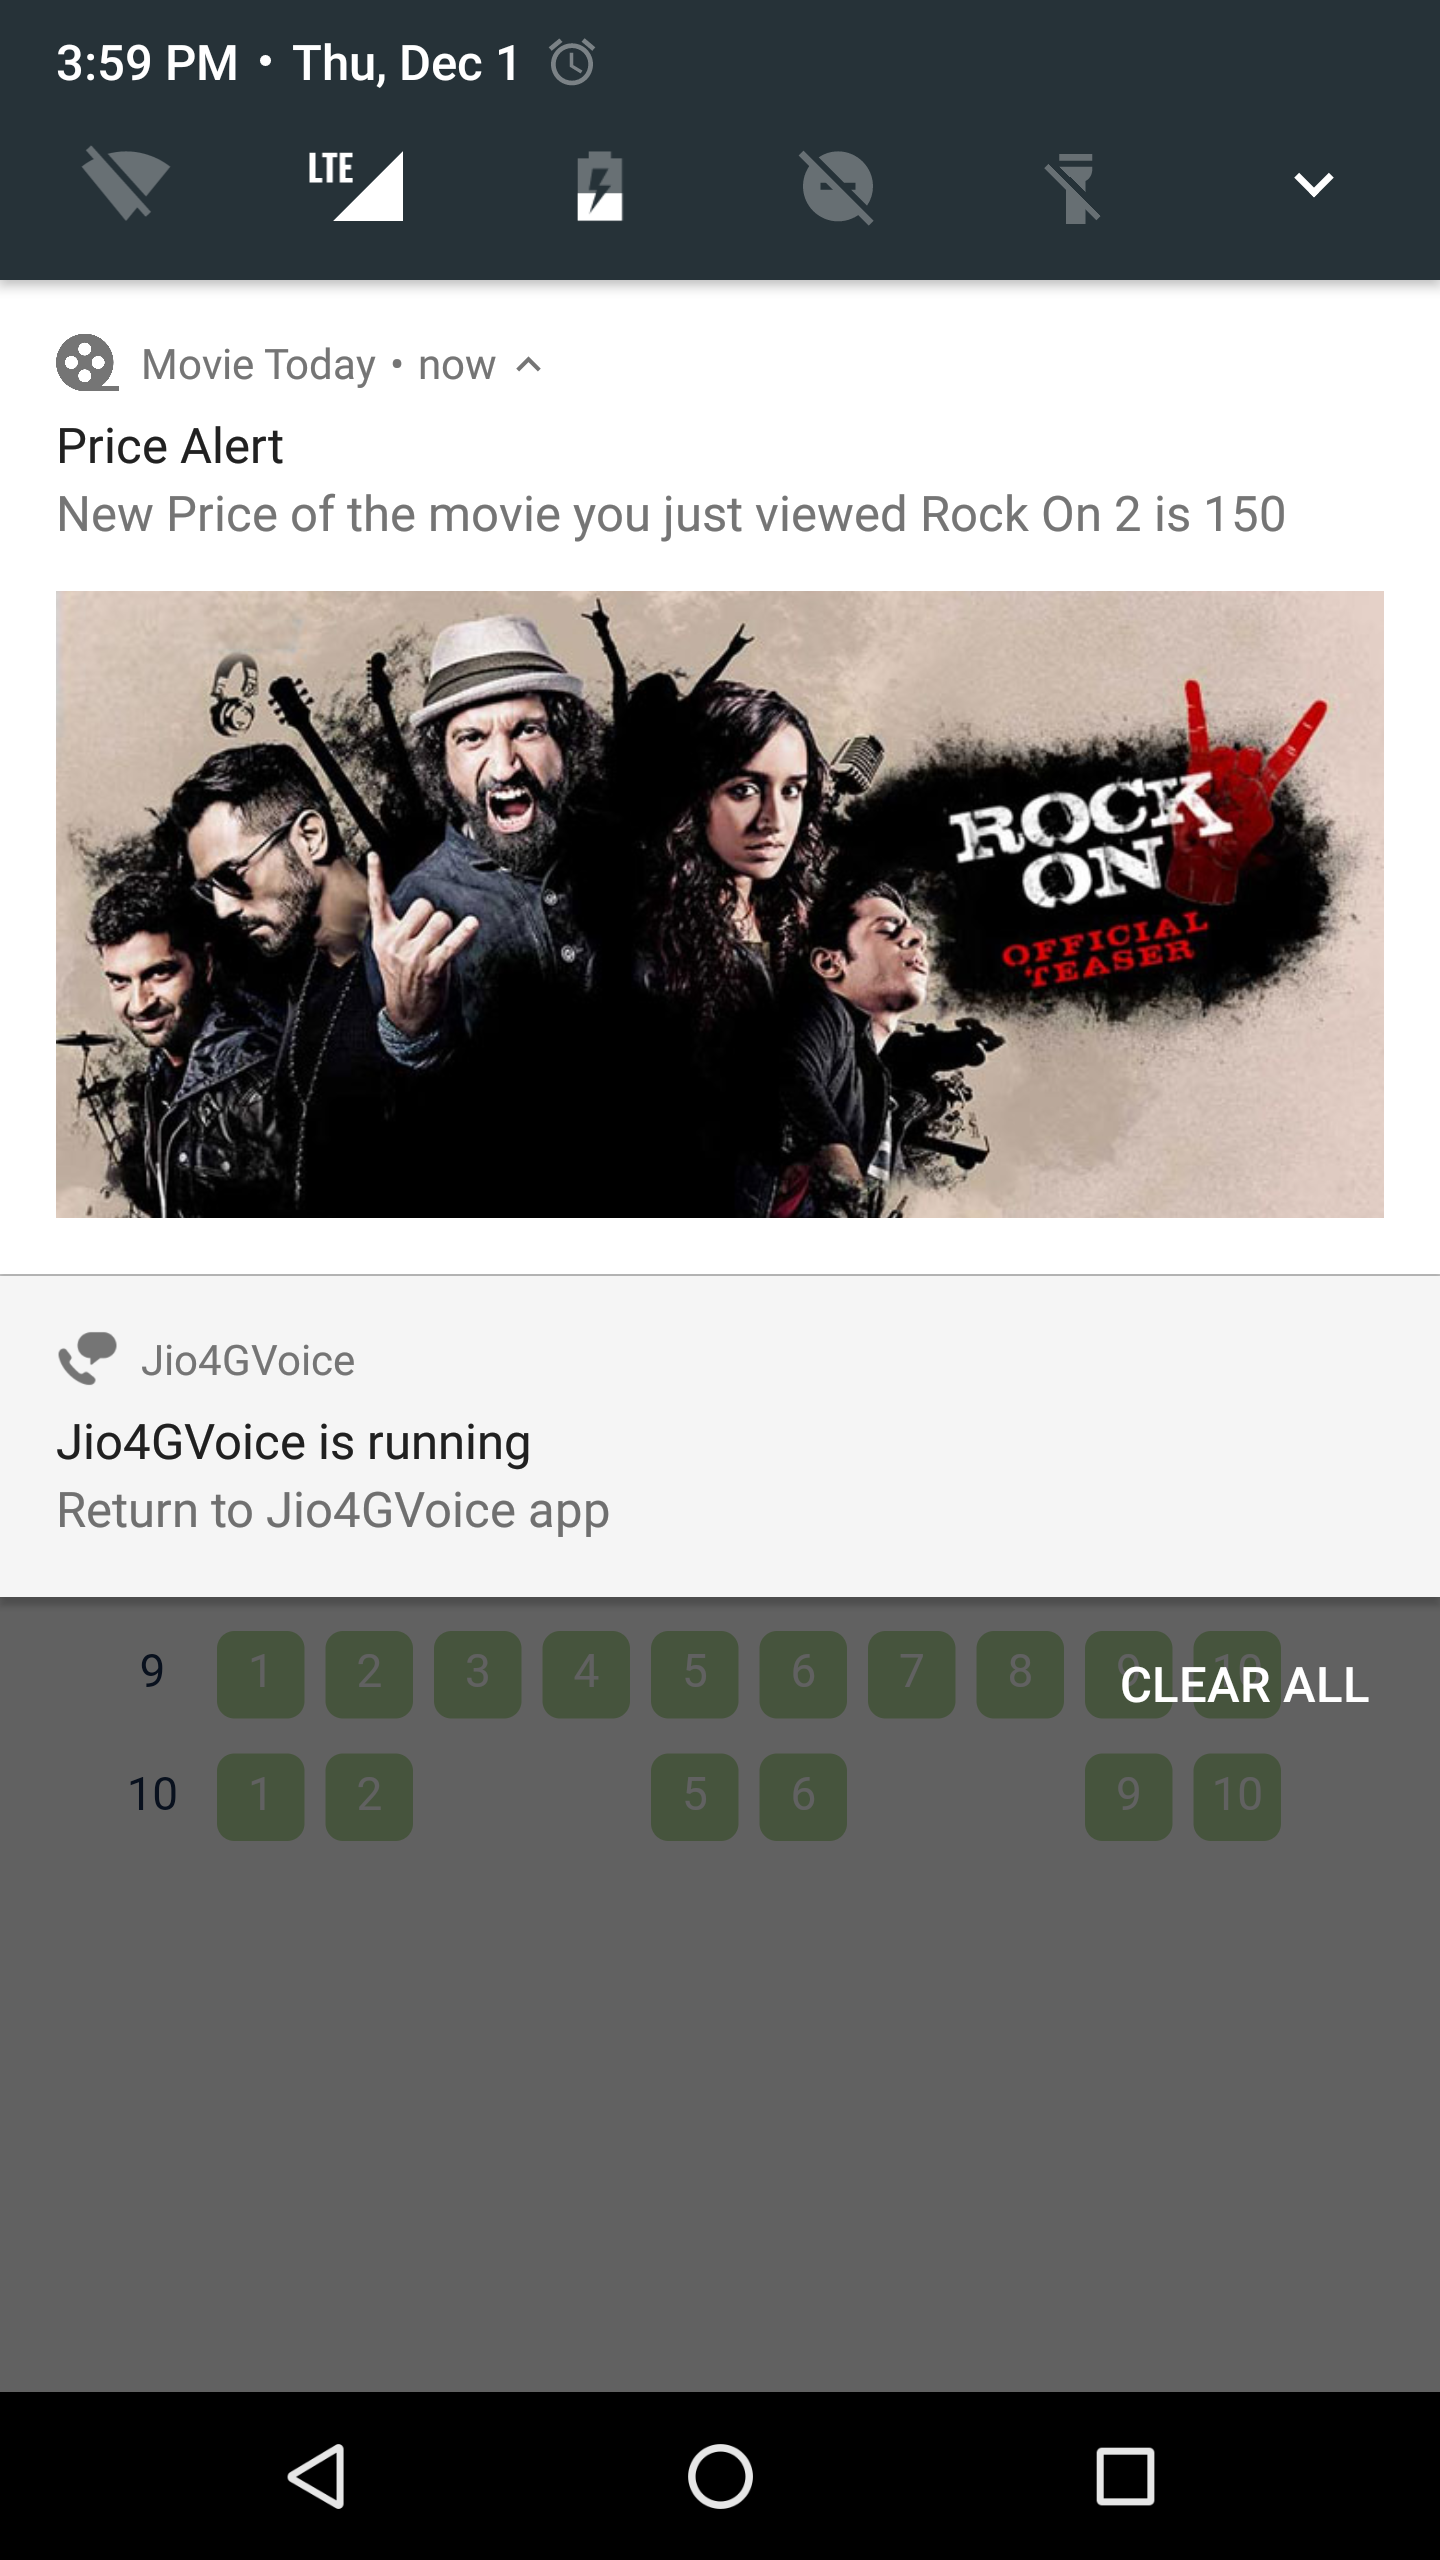 3:59 PM • Thu, Dec 1
LTE
Movie Today • now
Price Alert
New Price of the movie you just viewed Rock On 2 is 150
ROCK
ON
OFFICIAL
TEASER
Jio4GVoice
Jio4GVoice is running
Return to Jio4GVoice app
9 1 2 3 4 5 6 7 8 9 10
CLEAR ALL
10 1 2 5 6 9 10